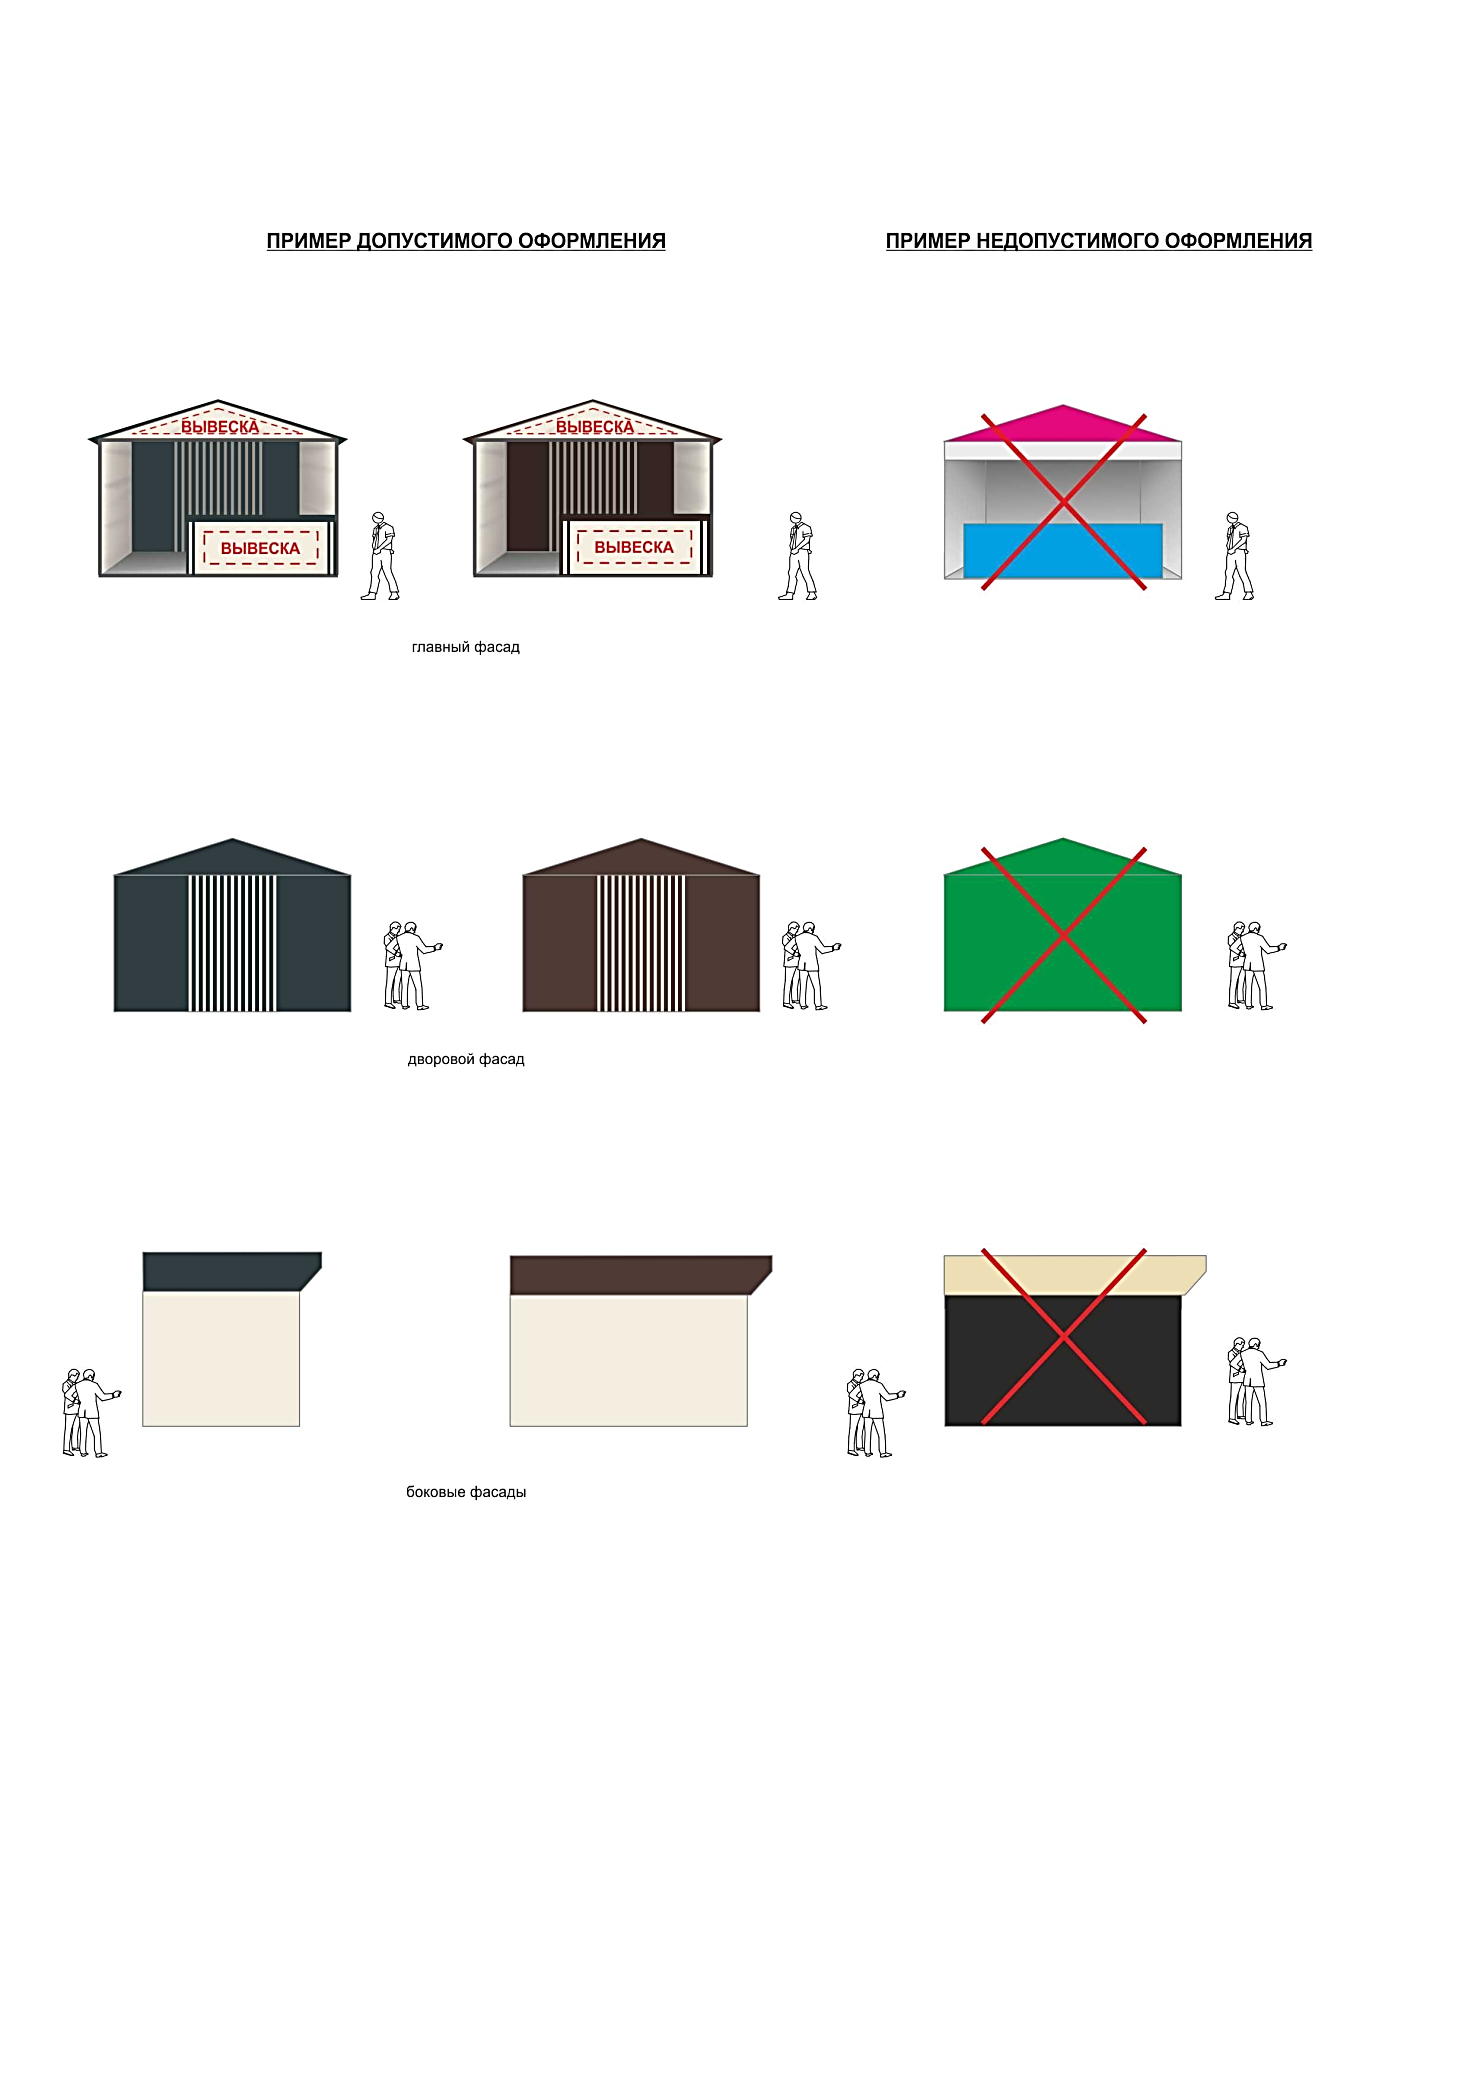 ПРИМЕР ДОПУСТИМОГО ОФОРМЛЕНИЯ
ПРИМЕР НЕДОПУСТИМОГО ОФОРМЛЕНИЯ
ВЫВЕСКА
ВЫВЕСКА
ВЫВЕСКА
ВЫВЕСКА
главный фасад
дворовой фасад
боковые фасады